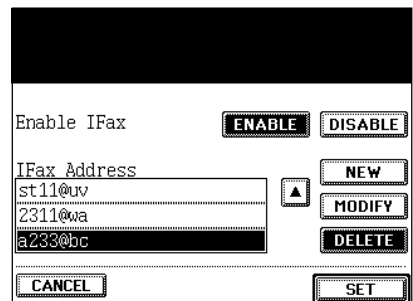 Enable IFax ENABLE DISABLE
IFax Address NEW
st11@uv
2311@wa MODIFY
a233@bc DELETE
CANCEL SET